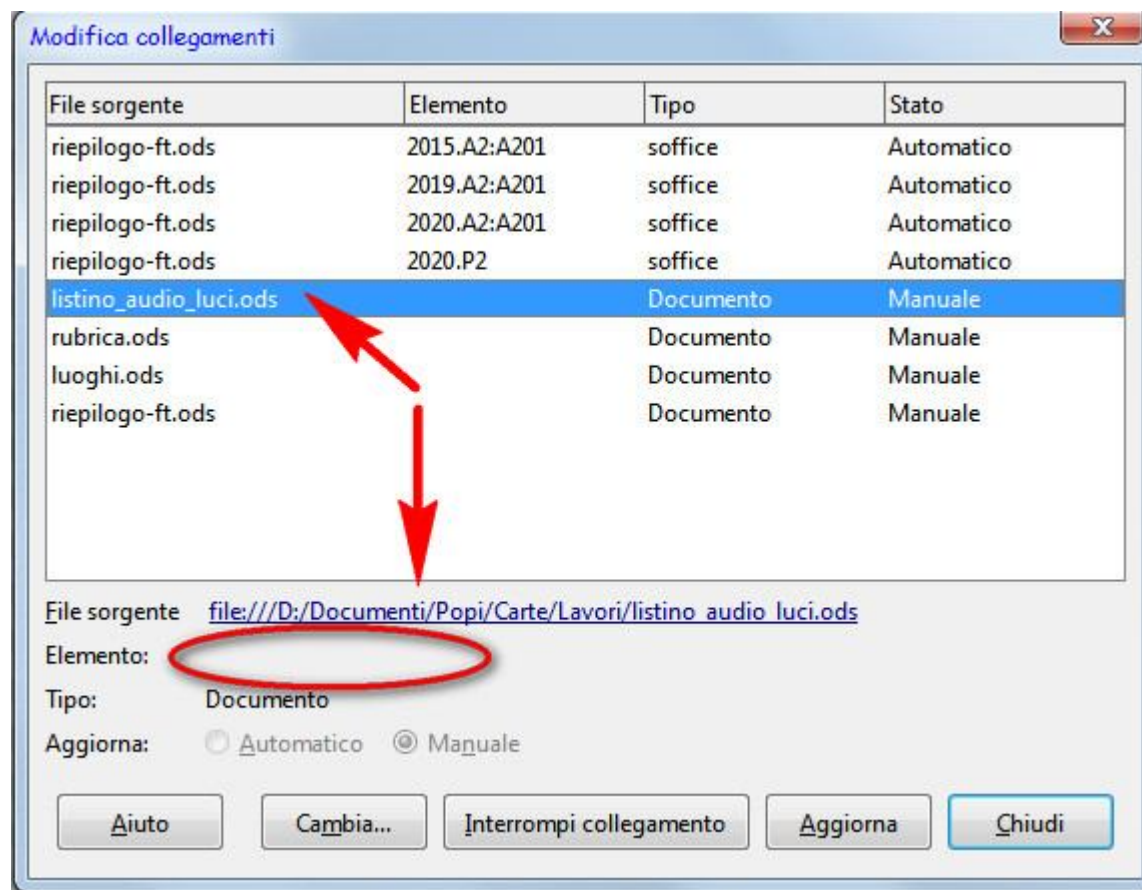 Modifica collegamenti
File sorgente Elemento Tipo Stato
riepilogo-ft.ods 2015.A2:A201 soffice Automatico
riepilogo-ft.ods 2019.A2:A201 soffice Automatico
riepilogo-ft.ods 2020.A2:A201 soffice Automatico
riepilogo-ft.ods 2020.P2 soffice Automatico
listino_audio_luci.ods Documento Manuale
rubrica.ods Documento Manuale
luoghi.ods Documento Manuale
riepilogo-ft.ods Documento Manuale
File sorgente file:///D:/Documenti/Popi/Carte/Lavori/listino_audio_luci.ods
Elemento:
Tipo: Documento
Aggiorna: Automatico Manuale
Aiuto Cambia... Interrompi collegamento Aggiorna Chiudi